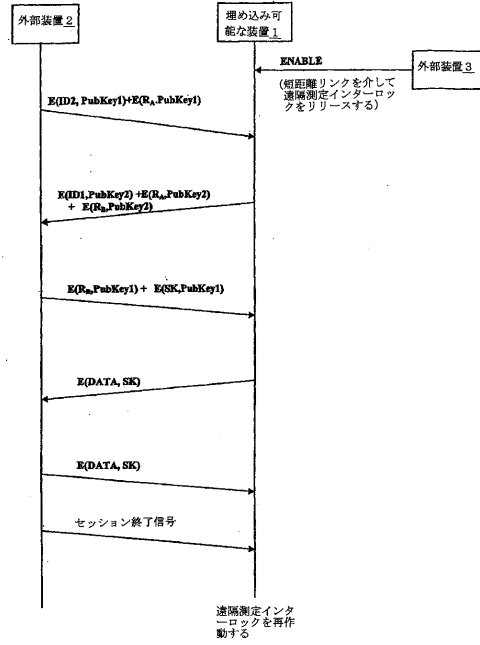 外部装置2
埋め込み可
能な装置1
外部装置3
ENABLE
(短距離リンクを介して
遠隔測定インターロッ
クをリリースする)
E(ID2, PubKey1)+E(RA.PubKey1)
E(ID1,PubKey2) +E(RA,PubKey2)
+ E(RB,PubKey2)
E(RB,PubKey1) + E(SK,PubKey1)
E(DATA, SK)
E(DATA, SK)
セッション終了信号
遠隔測定インタ
ーロックを再作
動する